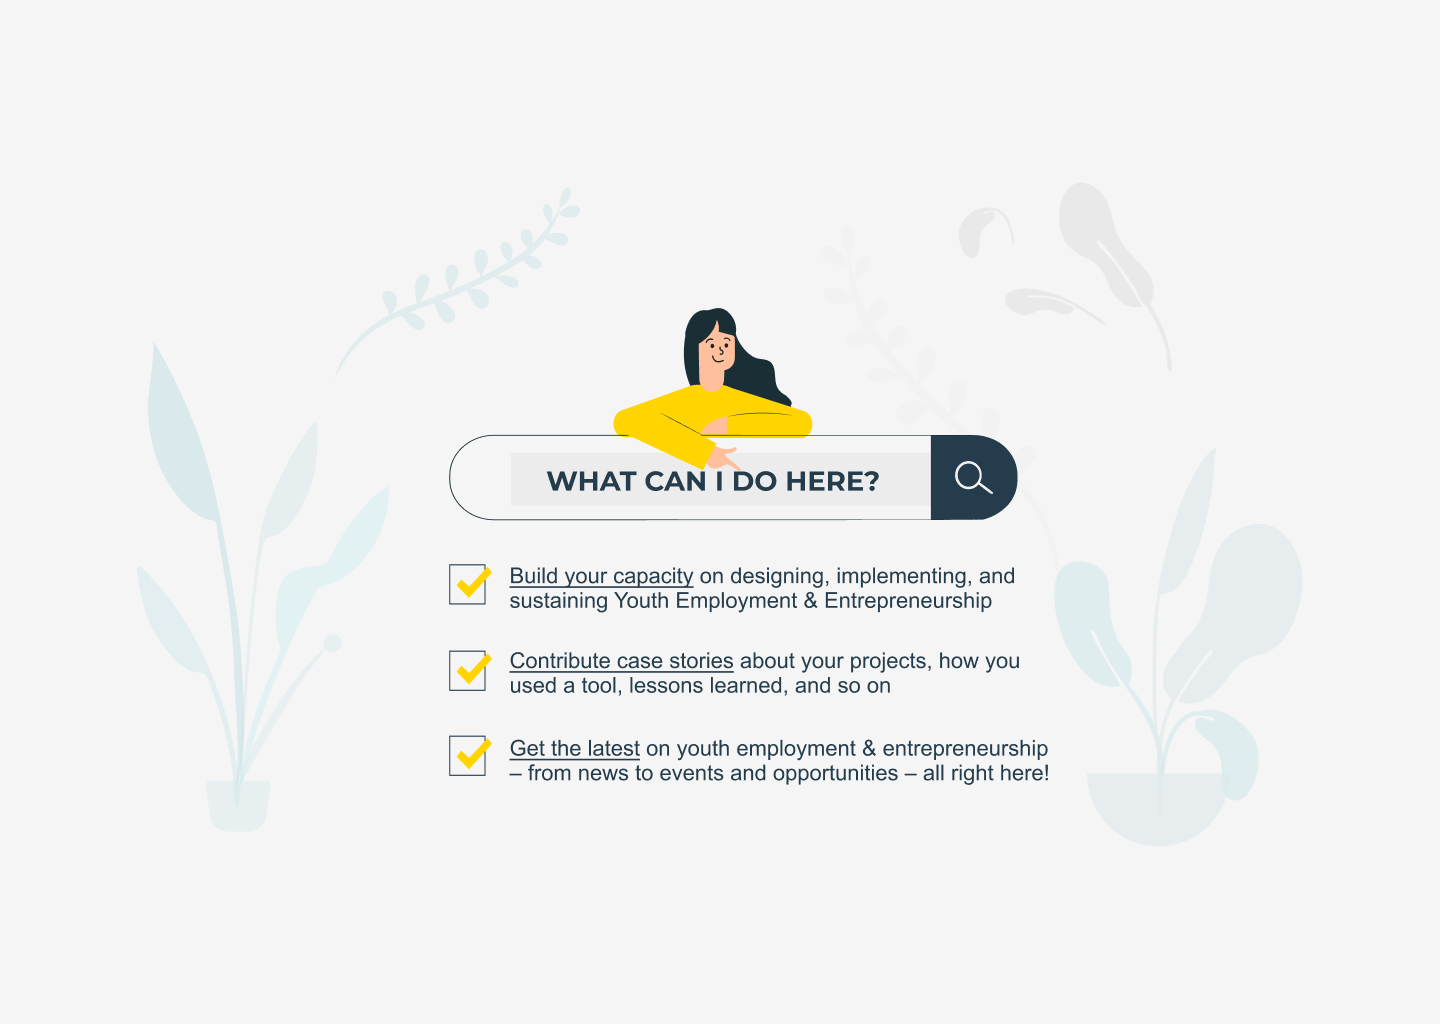 WHAT CAN I DO HERE?
Build your capacity on designing, implementing, and
sustaining Youth Employment & Entrepreneurship
Contribute case stories about your projects, how you
used a tool, lessons learned, and so on
Get the latest on youth employment & entrepreneurship
– from news to events and opportunities – all right here!